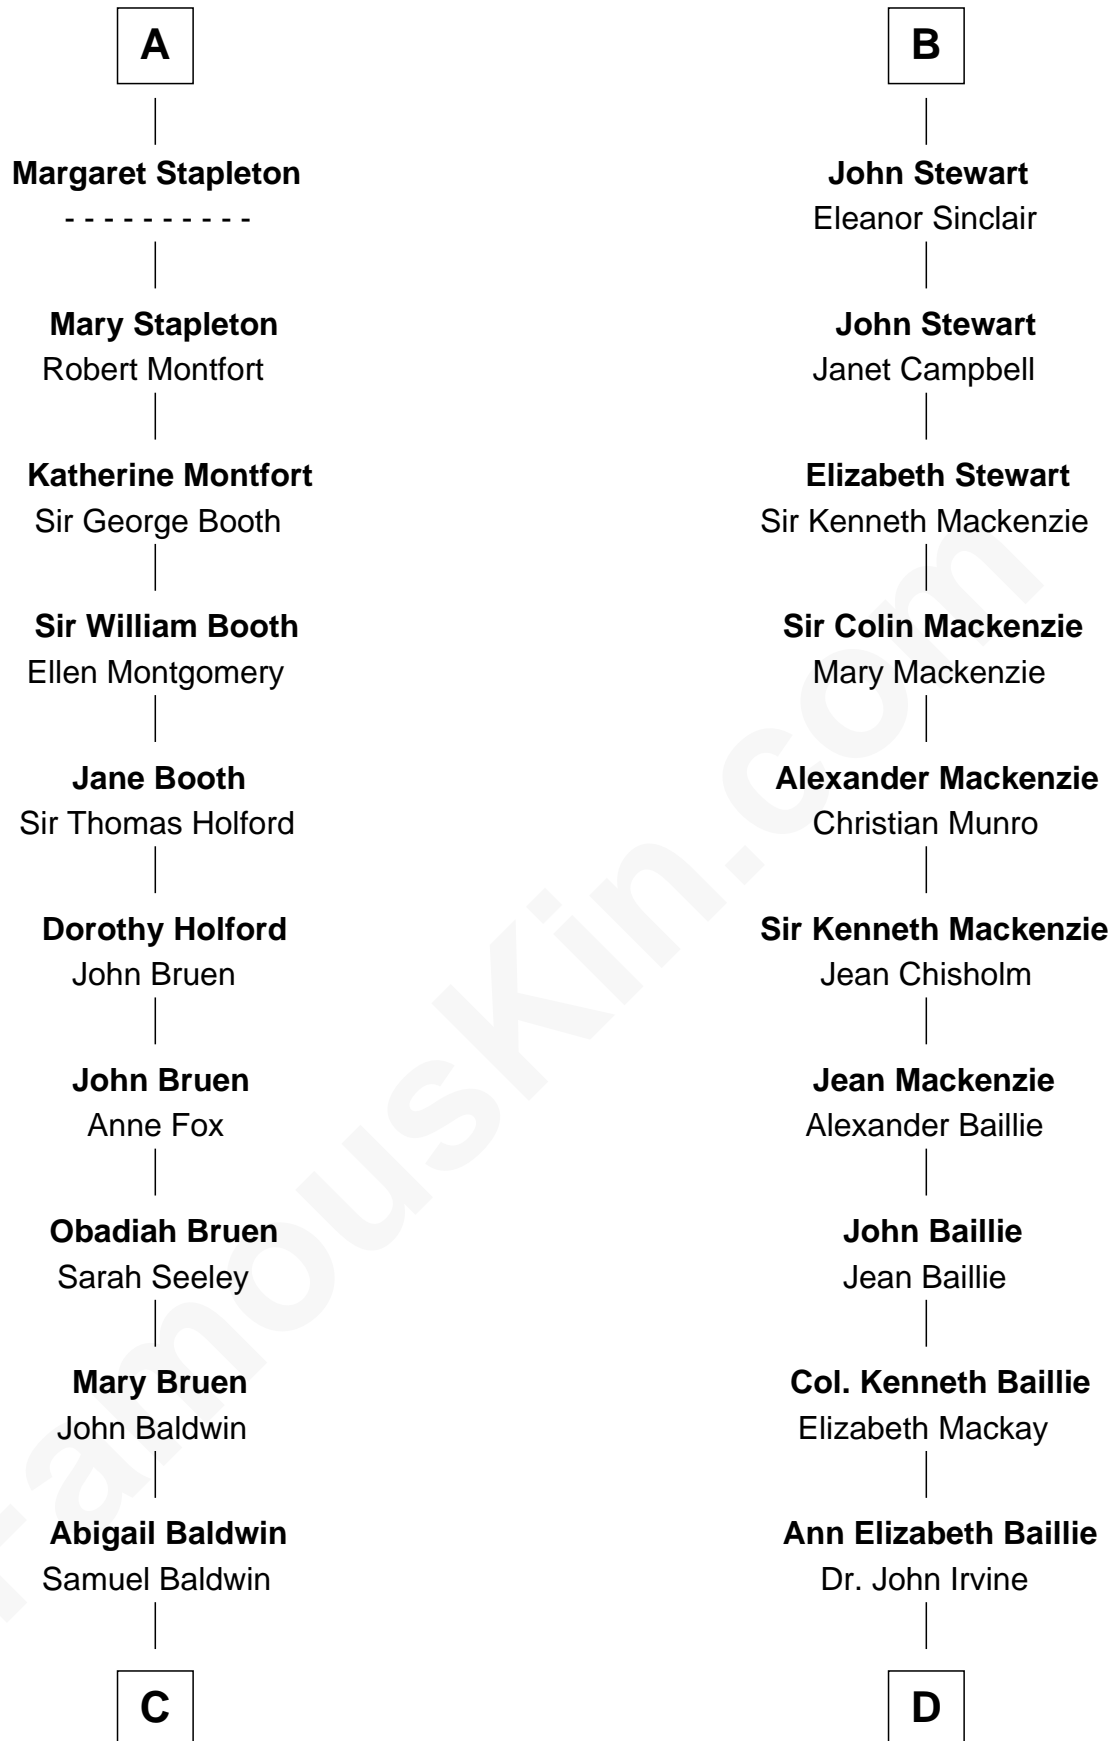 A
Margaret Stapleton
- - - - - - - - - -
Mary Stapleton
Robert Montfort
Katherine Montfort
Sir George Booth
Sir William Booth
Ellen Montgomery
Jane Booth
Sir Thomas Holford
Dorothy Holford
John Bruen
John Bruen
Anne Fox
Obadiah Bruen
Sarah Seeley
Mary Bruen
John Baldwin
Abigail Baldwin
Samuel Baldwin
C
B
John Stewart
Eleanor Sinclair
John Stewart
Janet Campbell
Elizabeth Stewart
Sir Kenneth Mackenzie
Sir Colin Mackenzie
Mary Mackenzie
Alexander Mackenzie
Christian Munro
Sir Kenneth Mackenzie
Jean Chisholm
Jean Mackenzie
Alexander Baillie
John Baillie
Jean Baillie
Col. Kenneth Baillie
Elizabeth Mackay
Ann Elizabeth Baillie
Dr. John Irvine
D
FamousKin.com